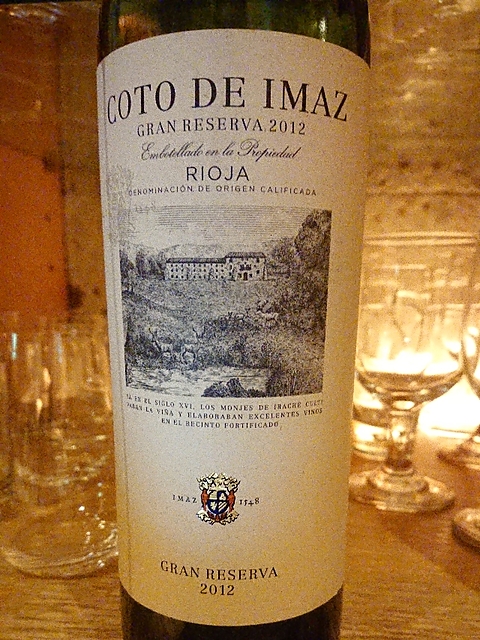 COTO DE IMAZ
GRAN RESERVA 2012
Embotellado en la Propiedad
RIOJA
DENOMINACIÓN DE ORIGEN CALIFICADA
YA EN EL SIGLO XVI, LOS MONJES DE IRACHE
LA VIÑA Y ELABORABAN EXCELENTES VINOS
EN EL RECINTO FORTIFICADO
IMAZ 1548
GRAN RESERVA
2012